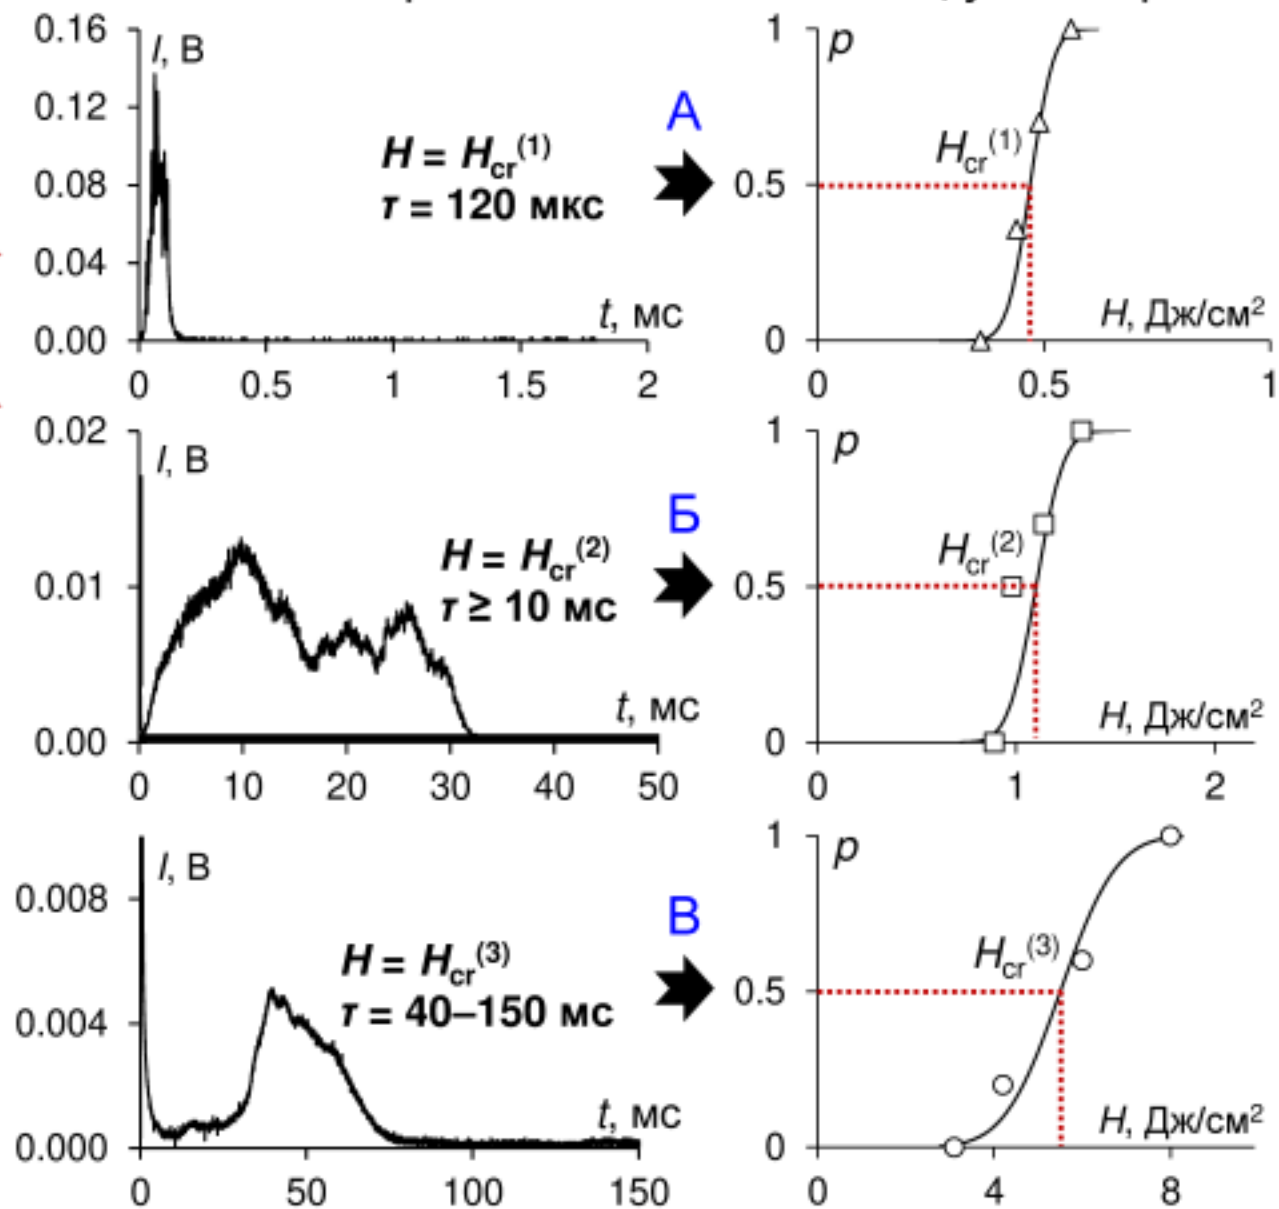 0.16
I, В
0.12
0.08
0.04
0.00
H = Hcr(1)
τ = 120 мкс
t, мс
0 0.5 1 1.5 2
А
1
p
Hcr(1)
0.5
0
H, Дж/см2
0 0.5 1
0.02
I, В
0.01
0.00
H = Hcr(2)
τ ≥ 10 мс
t, мс
0 10 20 30 40 50
Б
1
p
Hcr(2)
0.5
0
H, Дж/см2
0 1 2
I, В
0.008
0.004
0.000
H = Hcr(3)
τ = 40–150 мс
t, мс
0 50 100 150
В
1
p
Hcr(3)
0.5
0
H, Дж/см2
0 4 8